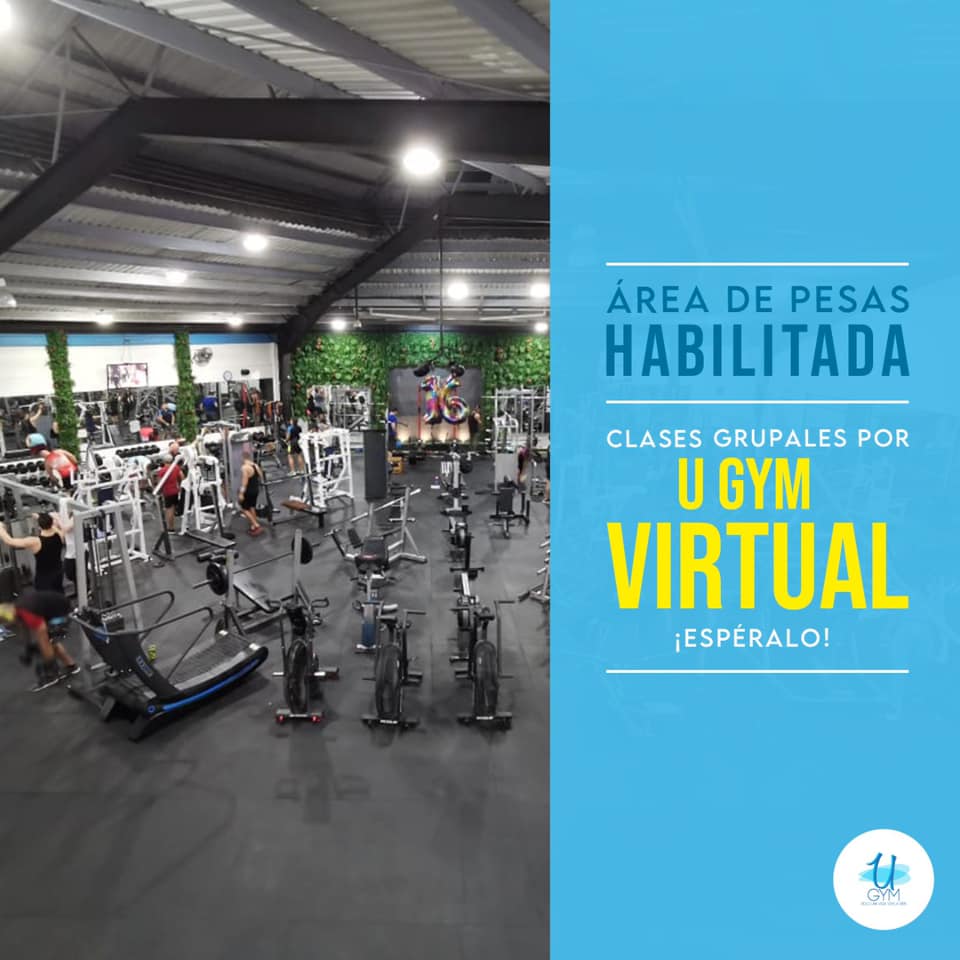 ÁREA DE PESAS
HABILITADA
CLASES GRUPALES POR
U GYM
VIRTUAL
¡ESPÉRALO!
U
GYM